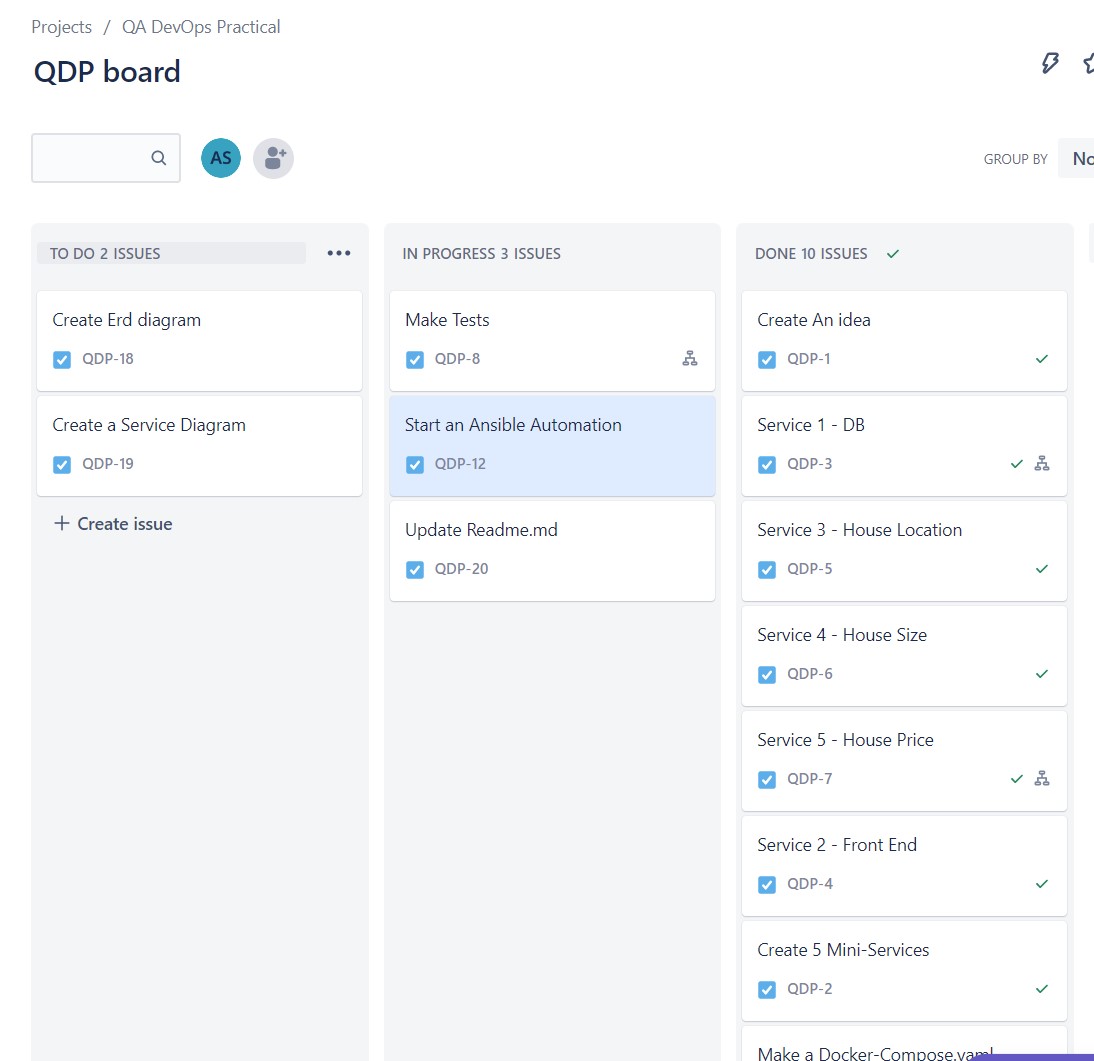 Projects / QA DevOps Practical
QDP board
AS
GROUP BY
TO DO 2 ISSUES
Create Erd diagram
QDP-18
Create a Service Diagram
QDP-19
+ Create issue
IN PROGRESS 3 ISSUES
Make Tests
QDP-8
Start an Ansible Automation
QDP-12
Update Readme.md
QDP-20
DONE 10 ISSUES
Create An idea
QDP-1
Service 1 - DB
QDP-3
Service 3 - House Location
QDP-5
Service 4 - House Size
QDP-6
Service 5 - House Price
QDP-7
Service 2 - Front End
QDP-4
Create 5 Mini-Services
QDP-2
Make a Docker-Compose.yaml